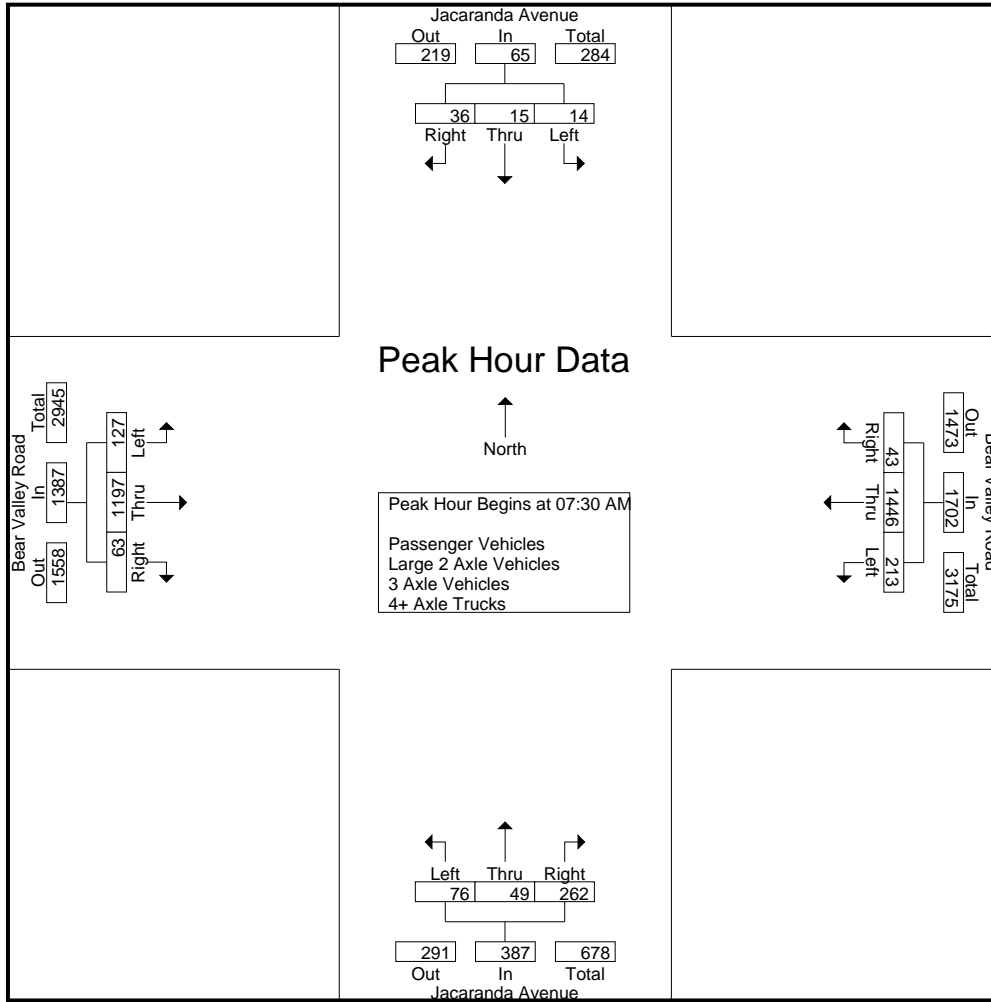 Jacaranda Avenue
Out In Total
219 65 284
36 15 14
Right Thru Left
Peak Hour Data
North
Peak Hour Begins at 07:30 AM
Passenger Vehicles
Large 2 Axle Vehicles
3 Axle Vehicles
4+ Axle Trucks
Bear Valley Road
Out In Total
1558 1387 2945
Left Thru Right
127 1197 63
Bear Valley Road
Out In Total
1473 1702 3175
Right Thru Left
43 1446 213
Left Thru Right
76 49 262
291 387 678
Out In Total
Jacaranda Avenue